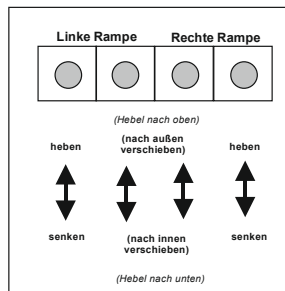 Linke Rampe Rechte Rampe
(Hebel nach oben)
heben (nach außen verschieben) heben
senken (nach innen verschieben) senken
(Hebel nach unten)